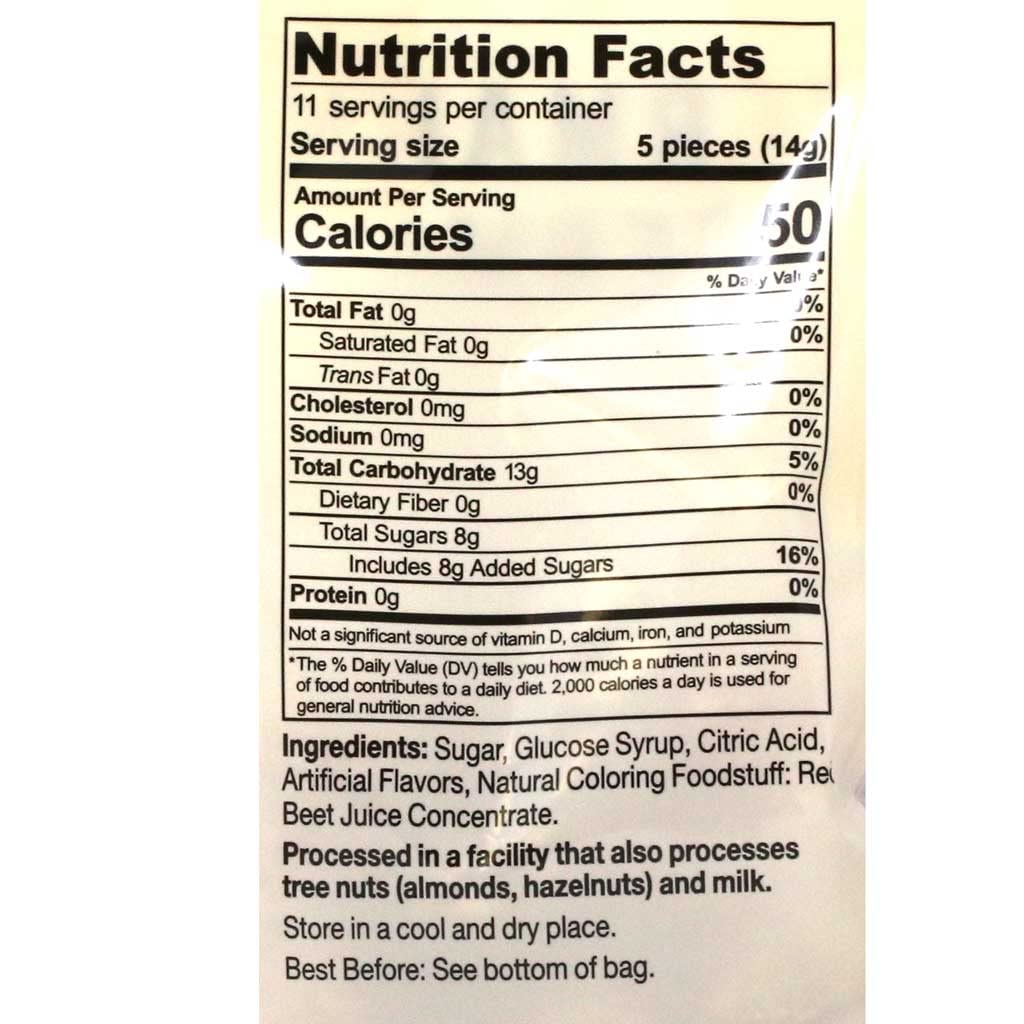 Nutrition Facts
11 servings per container
Serving size 5 pieces (14g)
Amount Per Serving
Calories 50
% Daily Value*
Total Fat 0g 0%
Saturated Fat 0g 0%
Trans Fat 0g
Cholesterol 0mg 0%
Sodium 0mg 0%
Total Carbohydrate 13g 5%
Dietary Fiber 0g 0%
Total Sugars 8g
Includes 8g Added Sugars 16%
Protein 0g 0%
Not a significant source of vitamin D, calcium, iron, and potassium
*The % Daily Value (DV) tells you how much a nutrient in a serving
of food contributes to a daily diet. 2,000 calories a day is used for
general nutrition advice.
Ingredients: Sugar, Glucose Syrup, Citric Acid,
Artificial Flavors, Natural Coloring Foodstuff: Red
Beet Juice Concentrate.
Processed in a facility that also processes
tree nuts (almonds, hazelnuts) and milk.
Store in a cool and dry place.
Best Before: See bottom of bag.